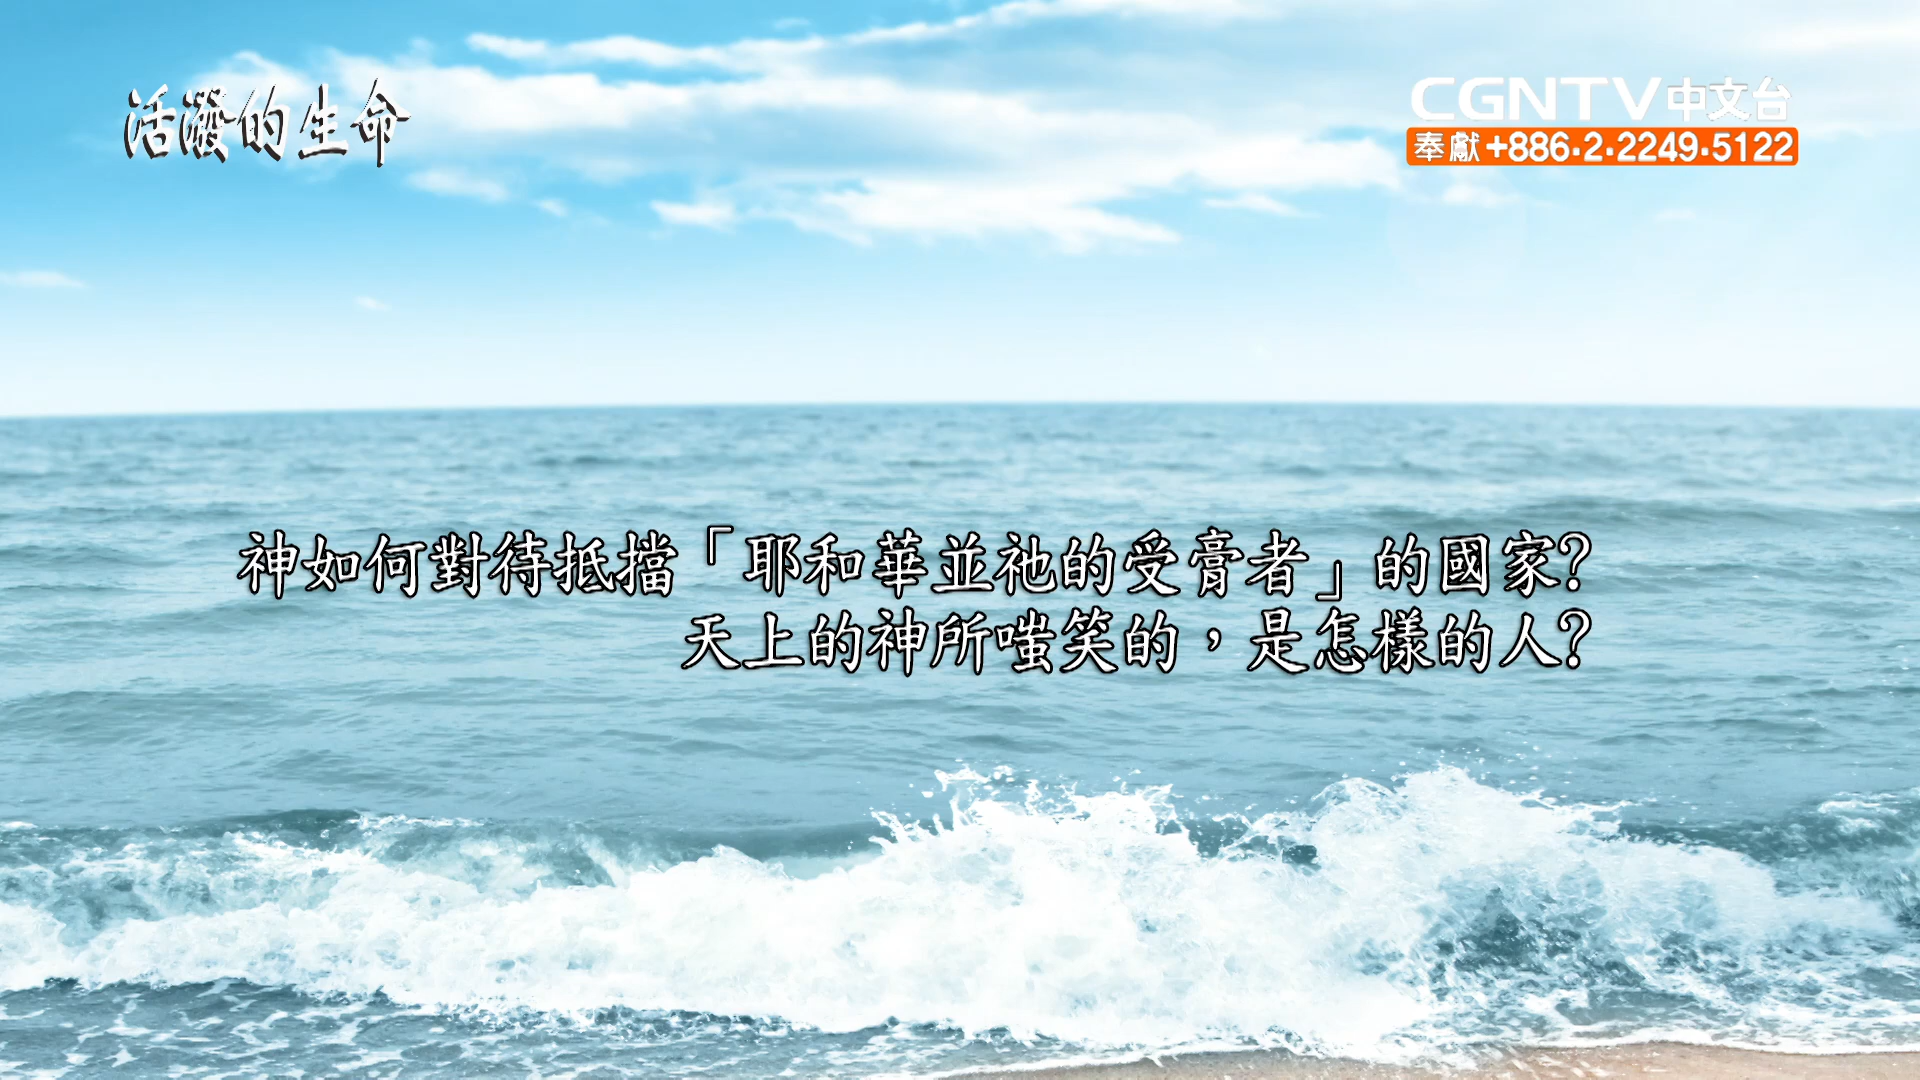 活潑的生命
CGNTV中文台
奉獻+886·2·2249·5122
神如何對待抵擋「耶和華並祂的受膏者」的國家?
天上的神所嗤笑的，是怎樣的人?